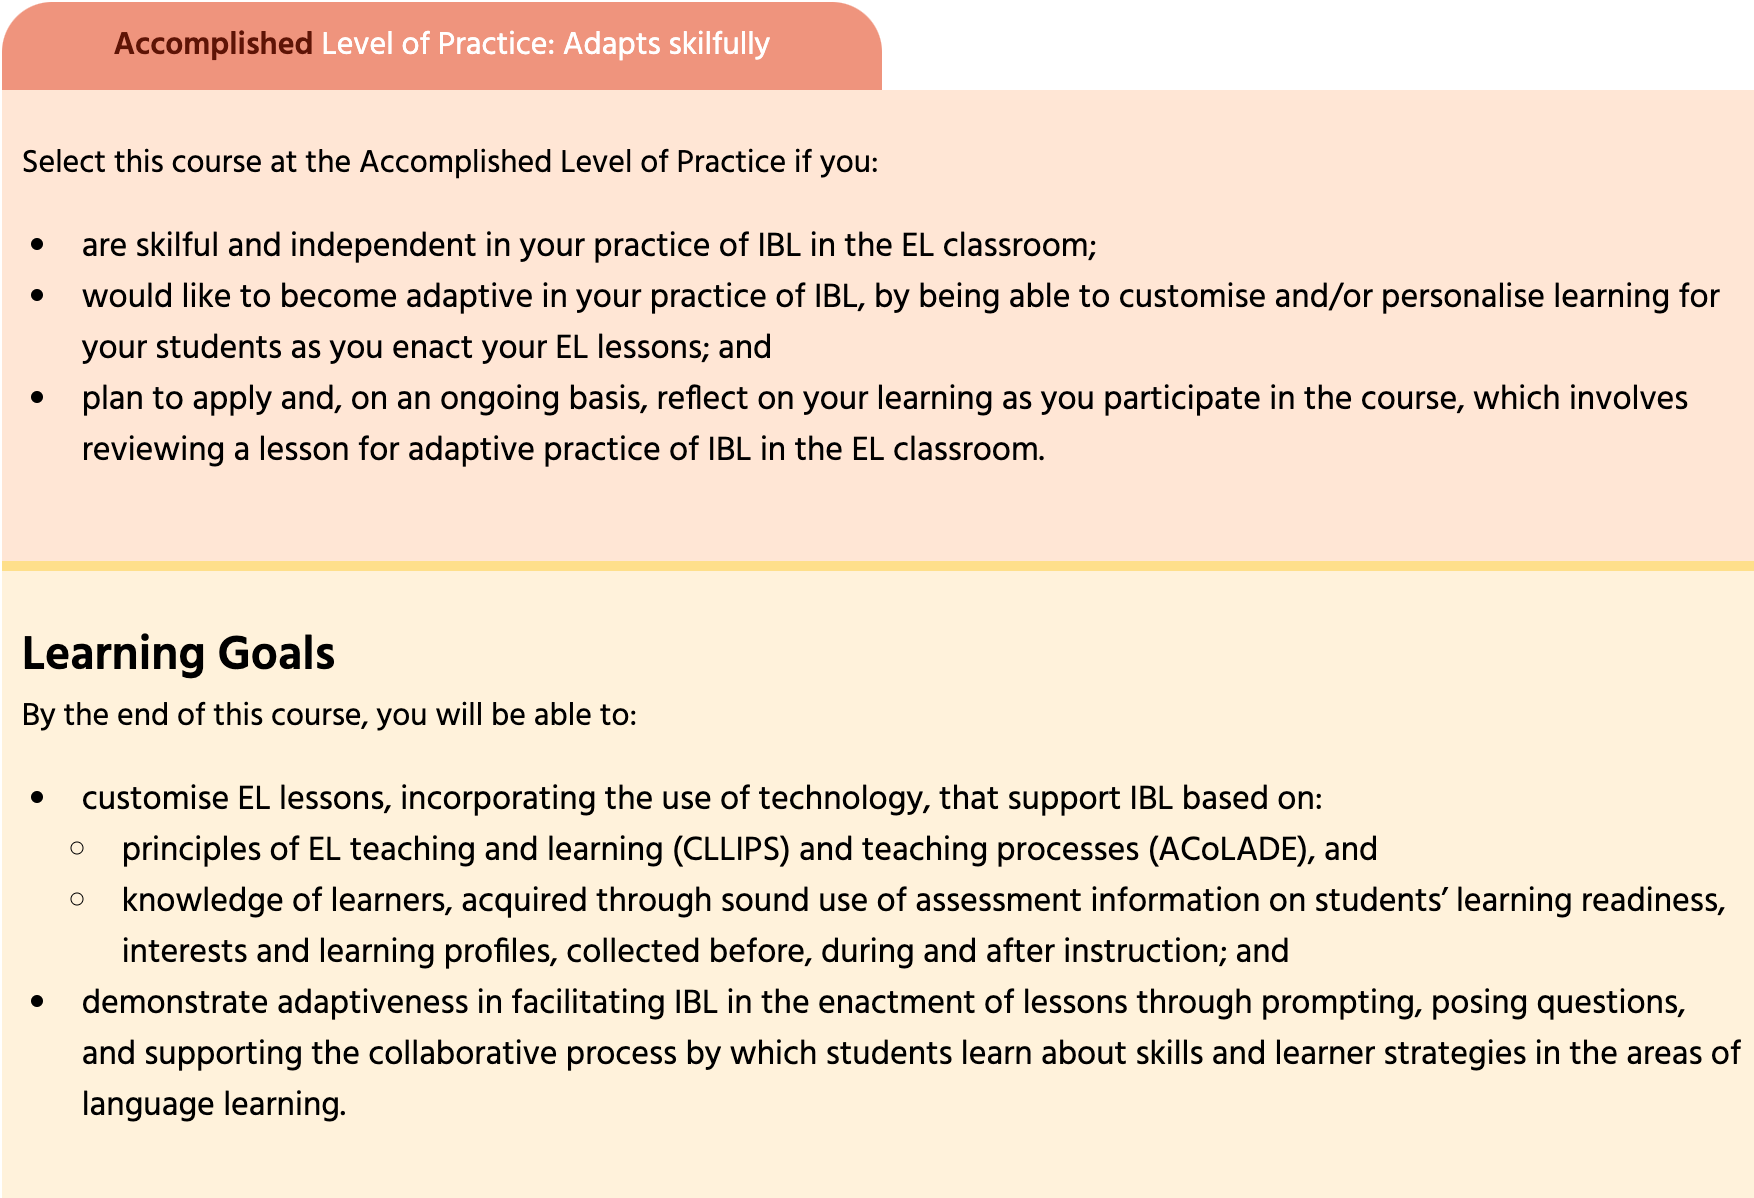 Accomplished Level of Practice: Adapts skilfully
Select this course at the Accomplished Level of Practice if you:
• are skilful and independent in your practice of IBL in the EL classroom;
• would like to become adaptive in your practice of IBL, by being able to customise and/or personalise learning for
your students as you enact your EL lessons; and
• plan to apply and, on an ongoing basis, reflect on your learning as you participate in the course, which involves
reviewing a lesson for adaptive practice of IBL in the EL classroom.
Learning Goals
By the end of this course, you will be able to:
• customise EL lessons, incorporating the use of technology, that support IBL based on:
○ principles of EL teaching and learning (CLLIPS) and teaching processes (ACoLADE), and
○ knowledge of learners, acquired through sound use of assessment information on students’ learning readiness,
interests and learning profiles, collected before, during and after instruction; and
• demonstrate adaptiveness in facilitating IBL in the enactment of lessons through prompting, posing questions,
and supporting the collaborative process by which students learn about skills and learner strategies in the areas of
language learning.